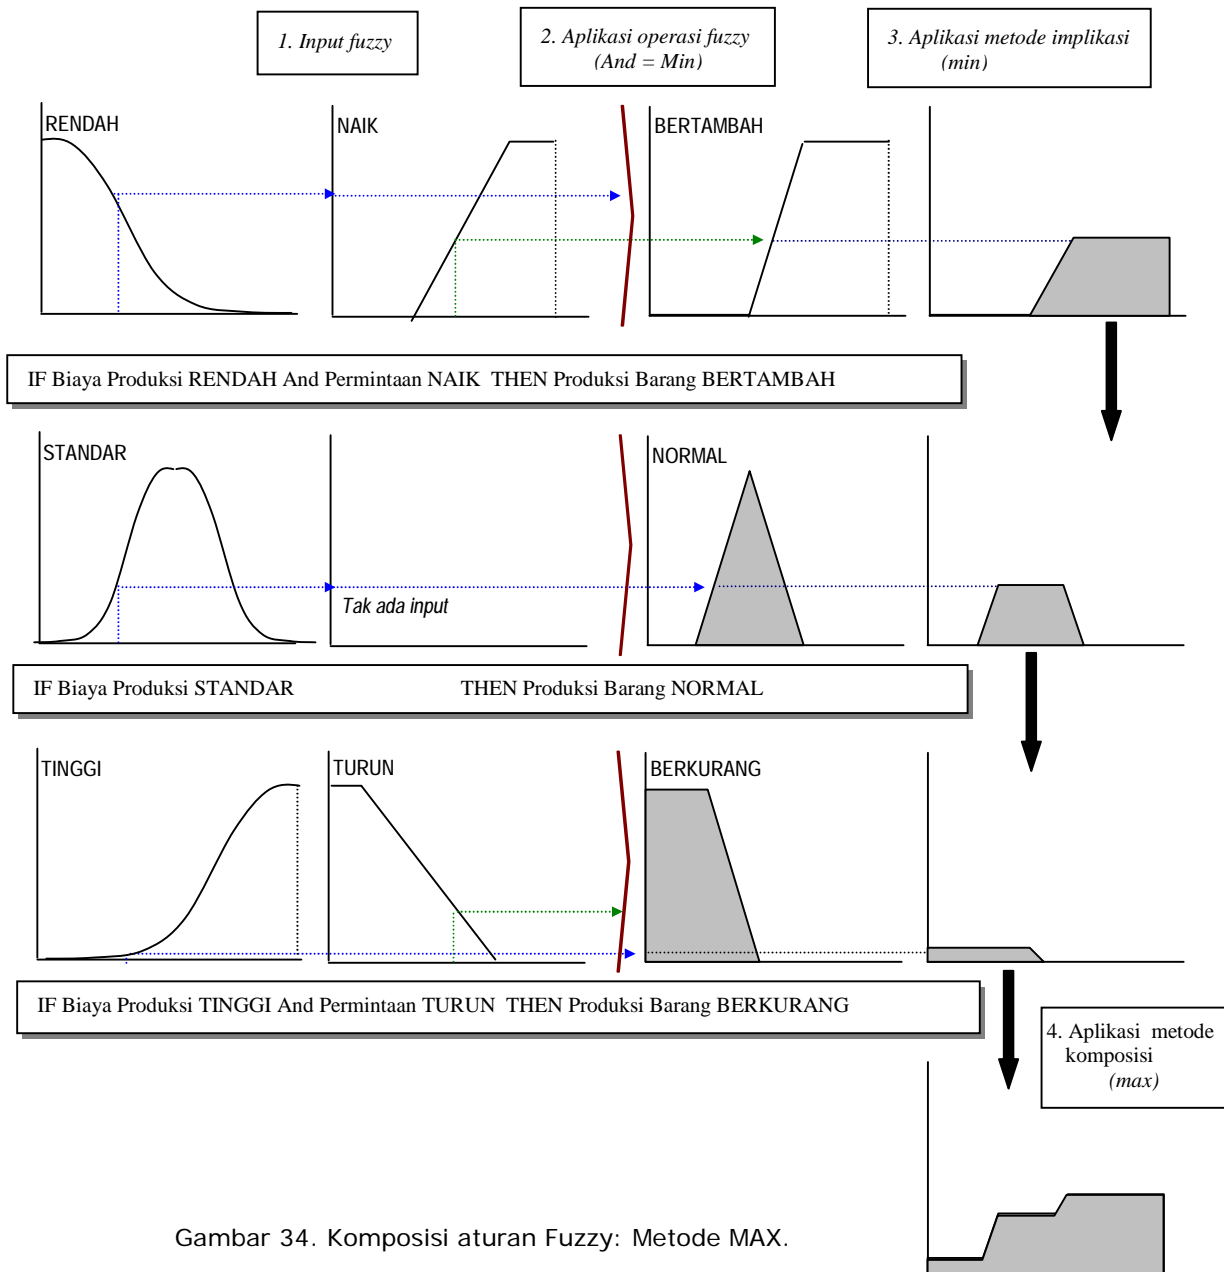 1. Input fuzzy
2. Aplikasi operasi fuzzy
(And = Min)
3. Aplikasi metode implikasi
(min)
RENDAH
NAIK
BERTAMBAH
IF Biaya Produksi RENDAH And Permintaan NAIK THEN Produksi Barang BERTAMBAH
STANDAR
NORMAL
Tak ada input
IF Biaya Produksi STANDAR THEN Produksi Barang NORMAL
TINGGI
TURUN
BERKURANG
IF Biaya Produksi TINGGI And Permintaan TURUN THEN Produksi Barang BERKURANG
4. Aplikasi metode
komposisi
(max)
Gambar 34. Komposisi aturan Fuzzy: Metode MAX.